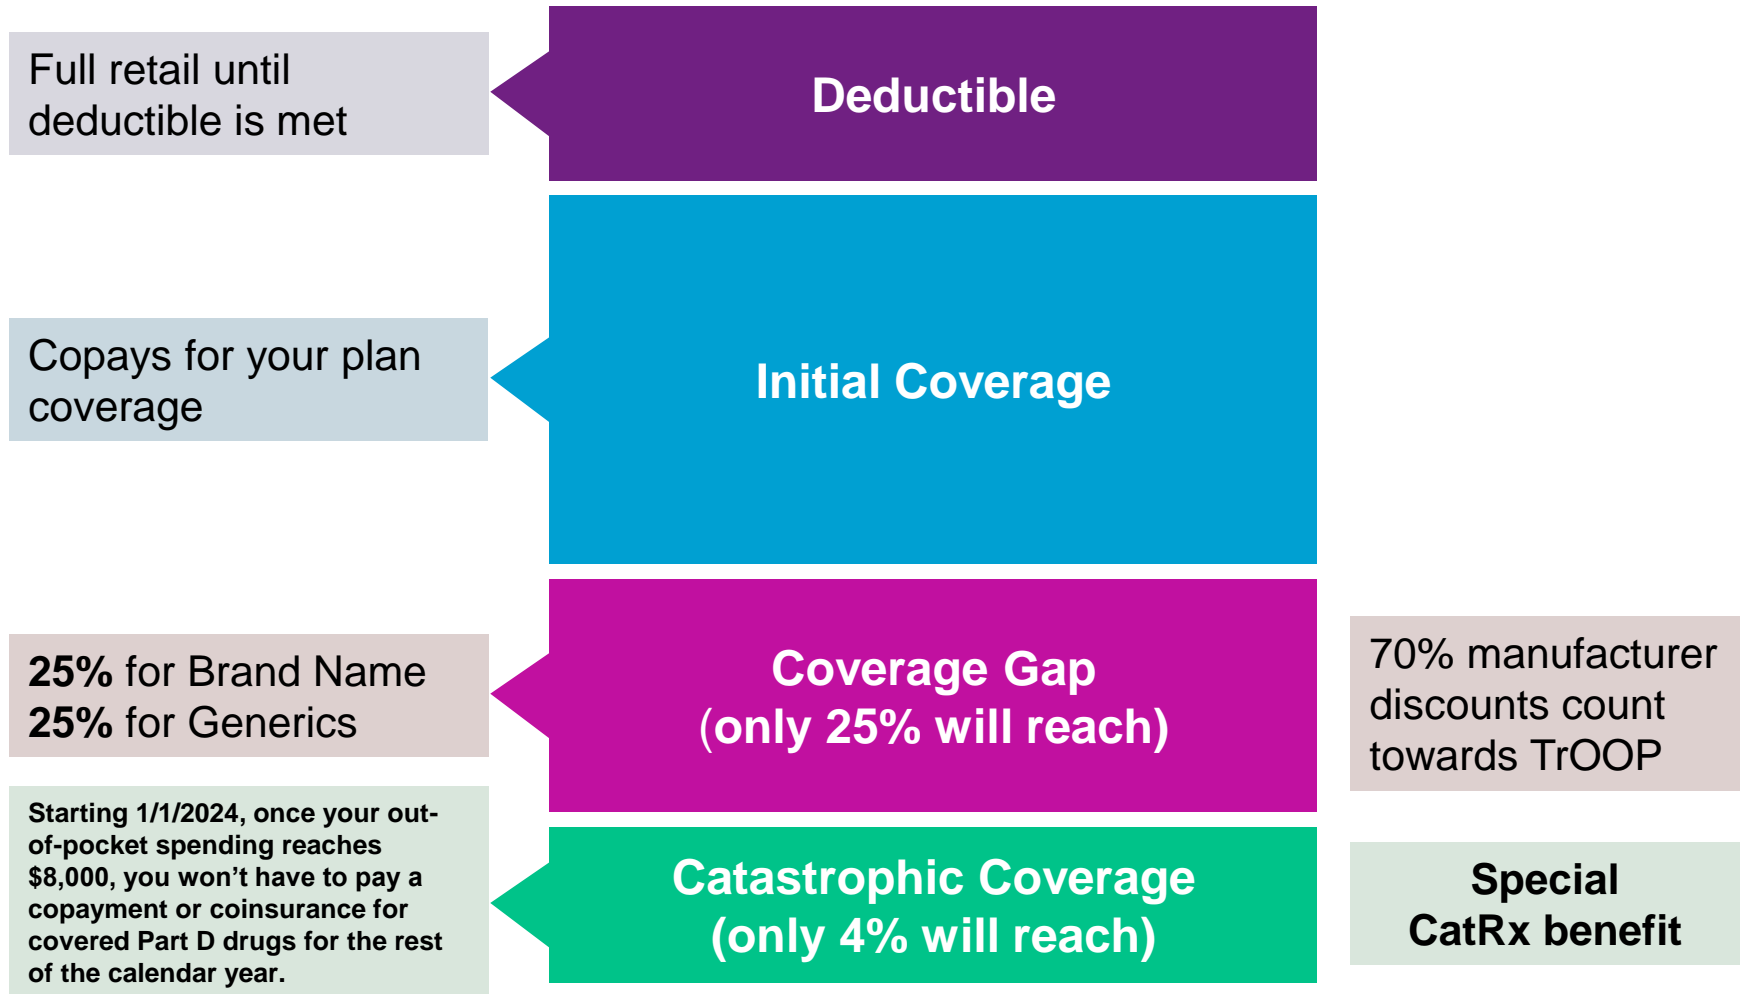 Full retail until
deductible is met
Deductible
Copays for your plan
coverage
Initial Coverage
25% for Brand Name
25% for Generics
Coverage Gap
(only 25% will reach)
70% manufacturer
discounts count
towards TrOOP
Starting 1/1/2024, once your out-
of-pocket spending reaches
$8,000, you won’t have to pay a
copayment or coinsurance for
covered Part D drugs for the rest
of the calendar year.
Catastrophic Coverage
(only 4% will reach)
Special
CatRx benefit